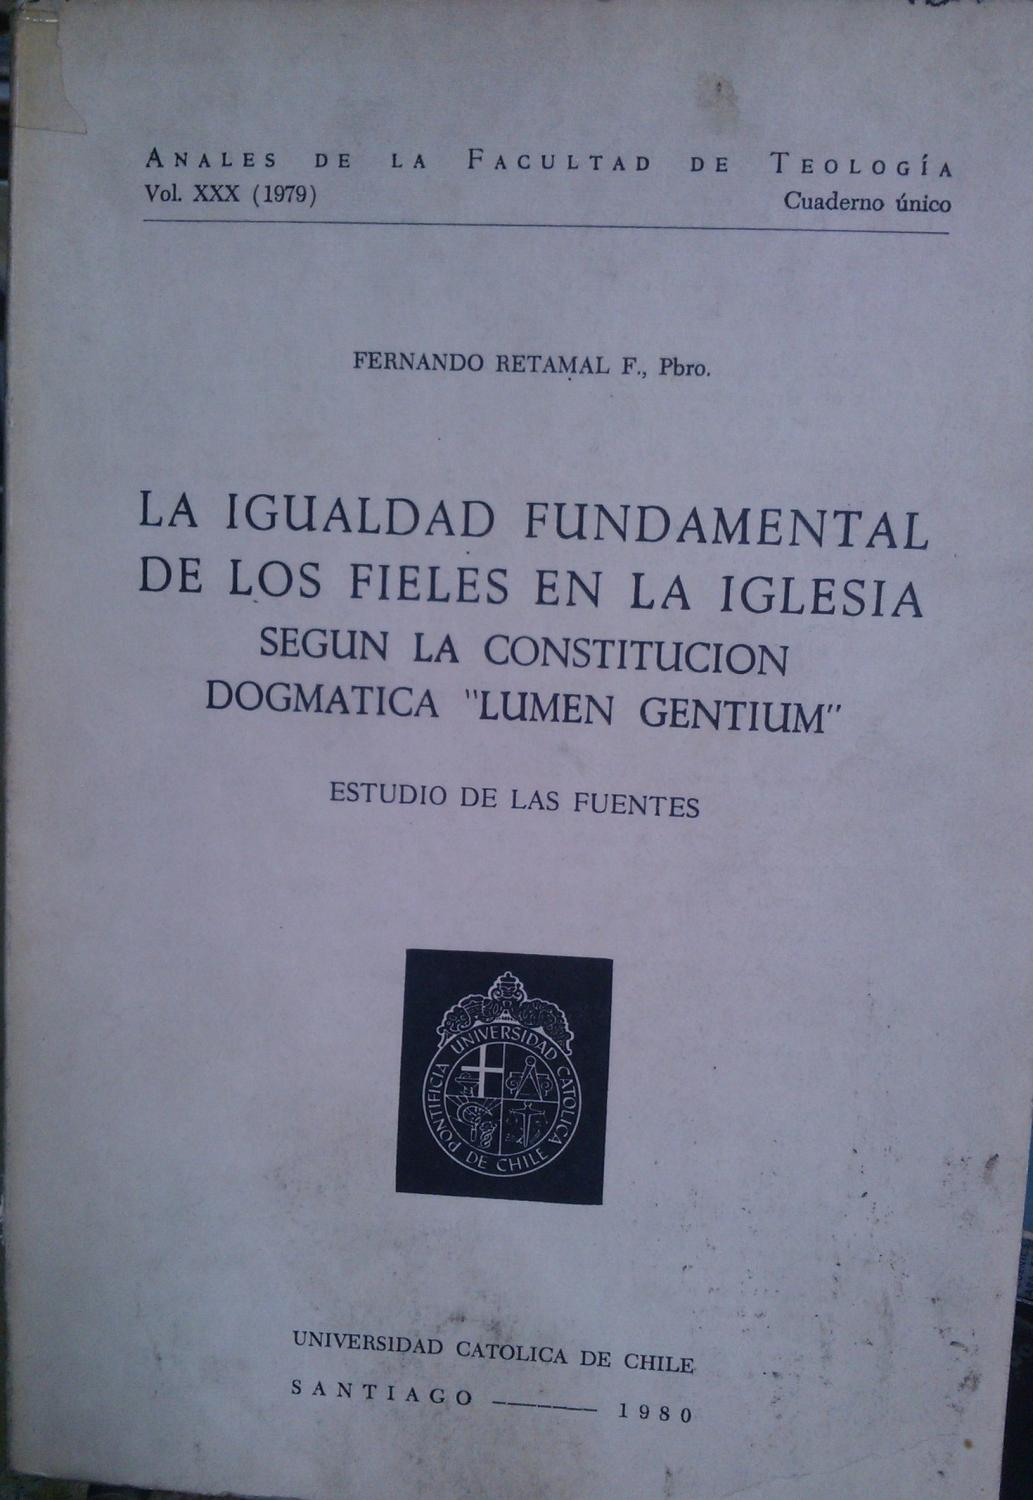 ANALES DE LA FACULTAD DE TEOLOGÍA
Vol. XXX (1979) Cuaderno único
FERNANDO RETAMAL F., Pbro.
LA IGUALDAD FUNDAMENTAL
DE LOS FIELES EN LA IGLESIA
SEGUN LA CONSTITUCION
DOGMATICA "LUMEN GENTIUM"
ESTUDIO DE LAS FUENTES
PONTIFICIA UNIVERSIDAD CATOLICA
DE CHILE
UNIVERSIDAD CATOLICA DE CHILE
SANTIAGO ——— 1980